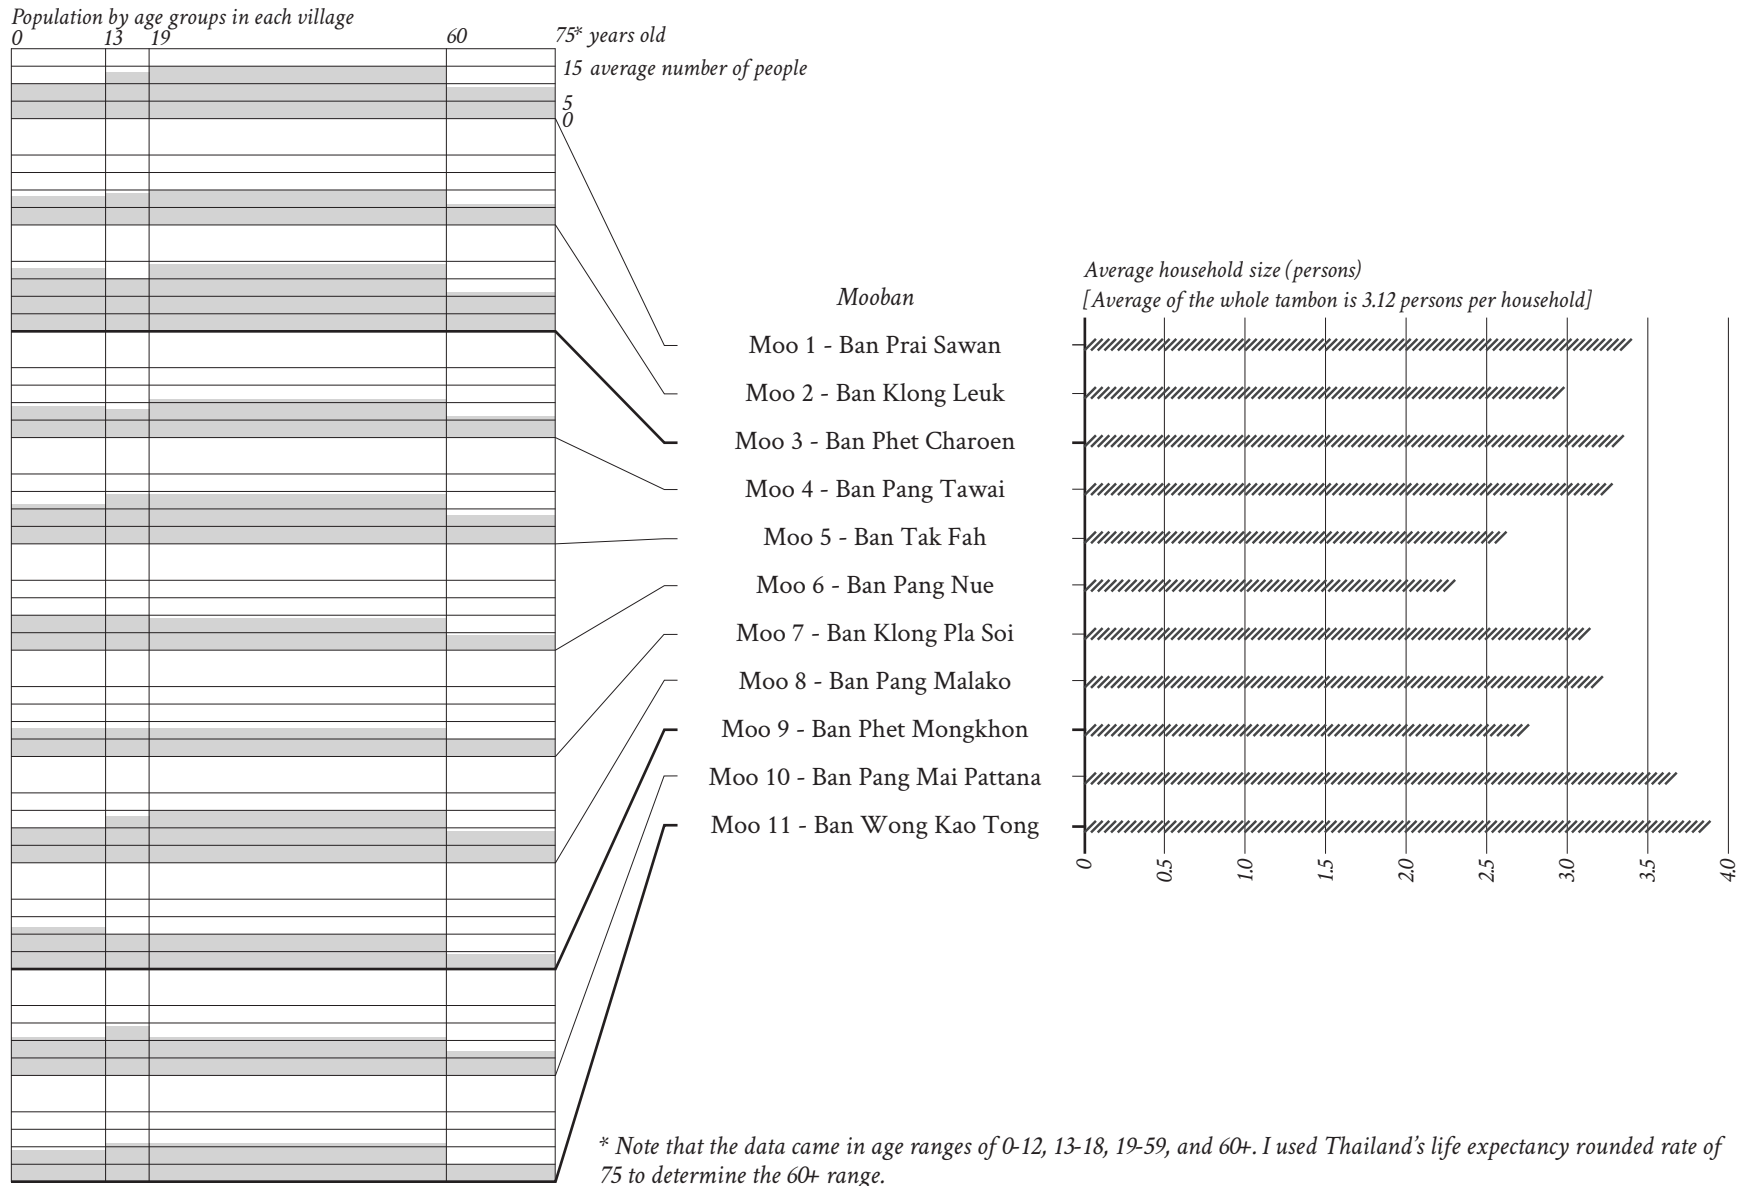 Population by age groups in each village
0 13 19 60 75* years old
15 average number of people
5
0
Average household size (persons)
Mooban
[Average of the whole tambon is 3.12 persons per household]
Moo 1 - Ban Prai Sawan
Moo 2 - Ban Klong Leuk
Moo 3 - Ban Phet Charoen
Moo 4 - Ban Pang Tawai
Moo 5 - Ban Tak Fah
Moo 6 - Ban Pang Nue
Moo 7 - Ban Klong Pla Soi
Moo 8 - Ban Pang Malako
Moo 9 - Ban Phet Mongkhon
Moo 10 - Ban Pang Mai Pattana
Moo 11 - Ban Wong Kao Tong
0 0.5 1.0 1.5 2.0 2.5 3.0 3.5 4.0
* Note that the data came in age ranges of 0-12, 13-18, 19-59, and 60+. I used Thailand’s life expectancy rounded rate of
75 to determine the 60+ range.